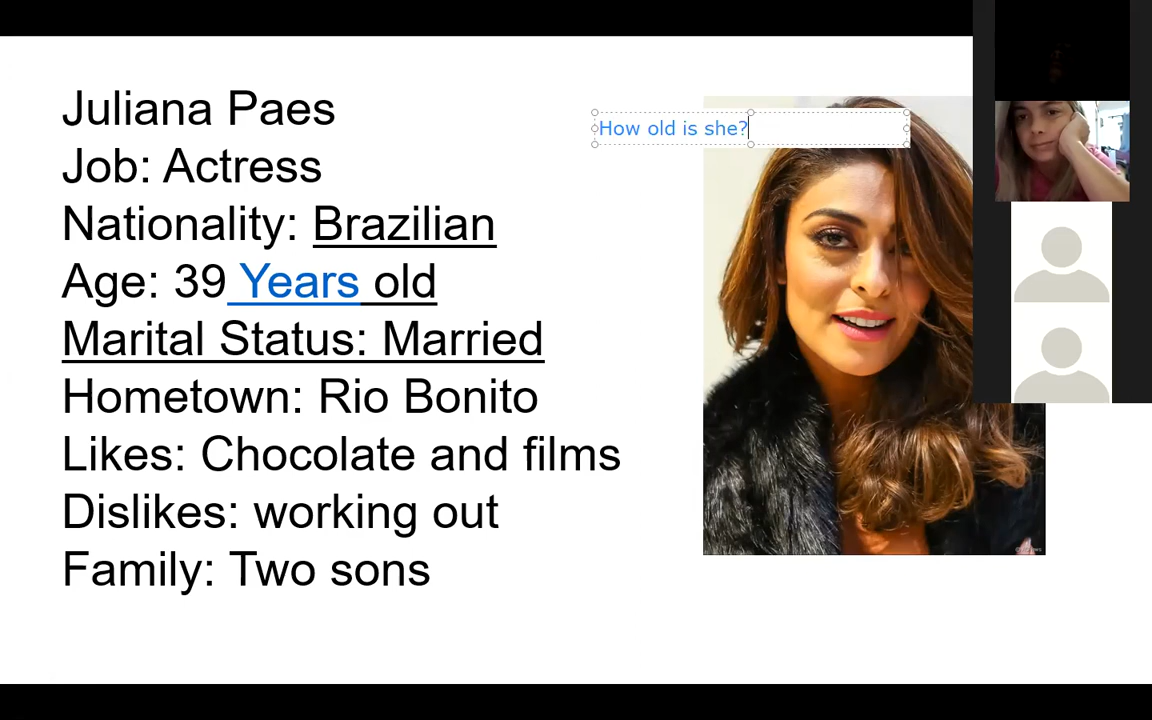 Juliana Paes
Job: Actress
Nationality: Brazilian
Age: 39 Years old
Marital Status: Married
Hometown: Rio Bonito
Likes: Chocolate and films
Dislikes: working out
Family: Two sons
How old is she?